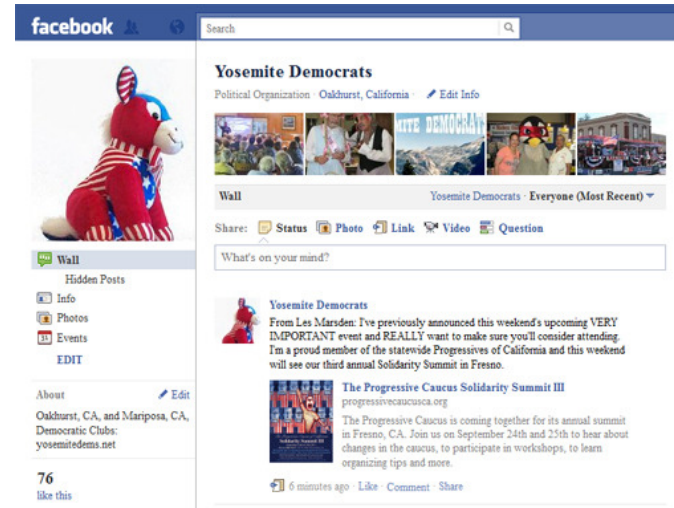 facebook
Search
Yosemite Democrats
Political Organization · Oakhurst, California · Edit Info
MITE DEMOCRAT
Wall
Yosemite Democrats · Everyone (Most Recent)
Share: Status Photo Link Video Question
What's on your mind?
Wall
Hidden Posts
Info
Photos
31 Events
EDIT
About
Edit
Oakhurst, CA, and Mariposa, CA,
Democratic Clubs:
yosemitedems.net
76
like this
Yosemite Democrats
From Les Marsden: I've previously announced this weekend's upcoming VERY
IMPORTANT event and REALLY want to make sure you'll consider attending.
I'm a proud member of the statewide Progressives of California and this weekend
will see our third annual Solidarity Summit in Fresno.
Solidarity Summit III
The Progressive Caucus Solidarity Summit III
progressivecaucusca.org
The Progressive Caucus is coming together for its annual summit
in Fresno, CA. Join us on September 24th and 25th to hear about
changes in the caucus, to participate in workshops, to learn
organizing tips and more.
6 minutes ago · Like · Comment · Share